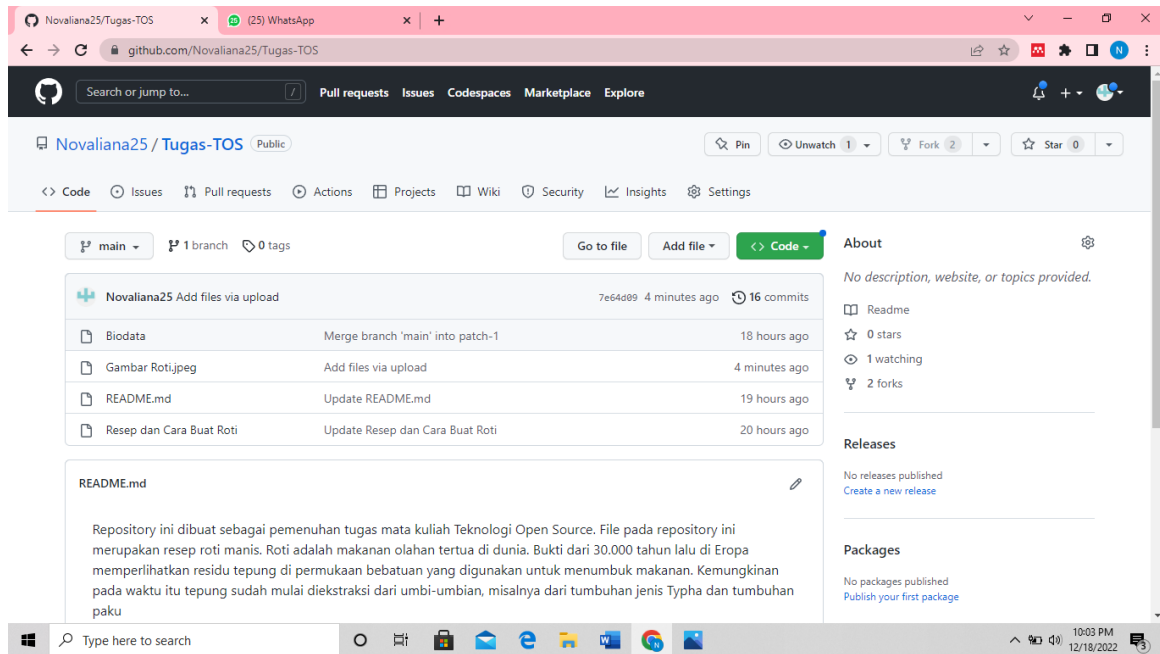 Novaliana25/Tugas-TOS
(25) WhatsApp
github.com/Novaliana25/Tugas-TOS
N
Search or jump to... /
Pull requests Issues Codespaces Marketplace Explore
Novaliana25 / Tugas-TOS Public
Pin Unwatch 1 Fork 2 Star 0
Code Issues Pull requests Actions Projects Wiki Security Insights Settings
main 1 branch 0 tags
Go to file Add file Code
Novaliana25 Add files via upload 7e64d09 4 minutes ago 16 commits
Biodata Merge branch 'main' into patch-1 18 hours ago
Gambar Roti.jpeg Add files via upload 4 minutes ago
README.md Update README.md 19 hours ago
Resep dan Cara Buat Roti Update Resep dan Cara Buat Roti 20 hours ago
README.md
Repository ini dibuat sebagai pemenuhan tugas mata kuliah Teknologi Open Source. File pada repository ini
merupakan resep roti manis. Roti adalah makanan olahan tertua di dunia. Bukti dari 30.000 tahun lalu di Eropa
memperlihatkan residu tepung di permukaan bebatuan yang digunakan untuk menumbuk makanan. Kemungkinan
pada waktu itu tepung sudah mulai diekstraksi dari umbi-umbian, misalnya dari tumbuhan jenis Typha dan tumbuhan
paku
About
No description, website, or topics provided.
Readme
0 stars
1 watching
2 forks
Releases
No releases published
Create a new release
Packages
No packages published
Publish your first package
Type here to search
10:03 PM
12/18/2022
3